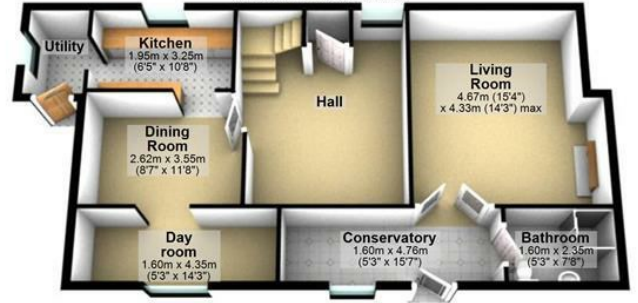 Utility
Kitchen
1.95m x 3.25m
(6'5" x 10'8")
Hall
Living
Room
4.67m (15'4")
x 4.33m (14'3") max
Dining
Room
2.62m x 3.55m
(8'7" x 11'8")
Day
room
1.60m x 4.35m
(5'3" x 14'3")
Conservatory
1.60m x 4.76m
(5'3" x 15'7")
Bathroom
1.60m x 2.35m
(5'3" x 7'8")